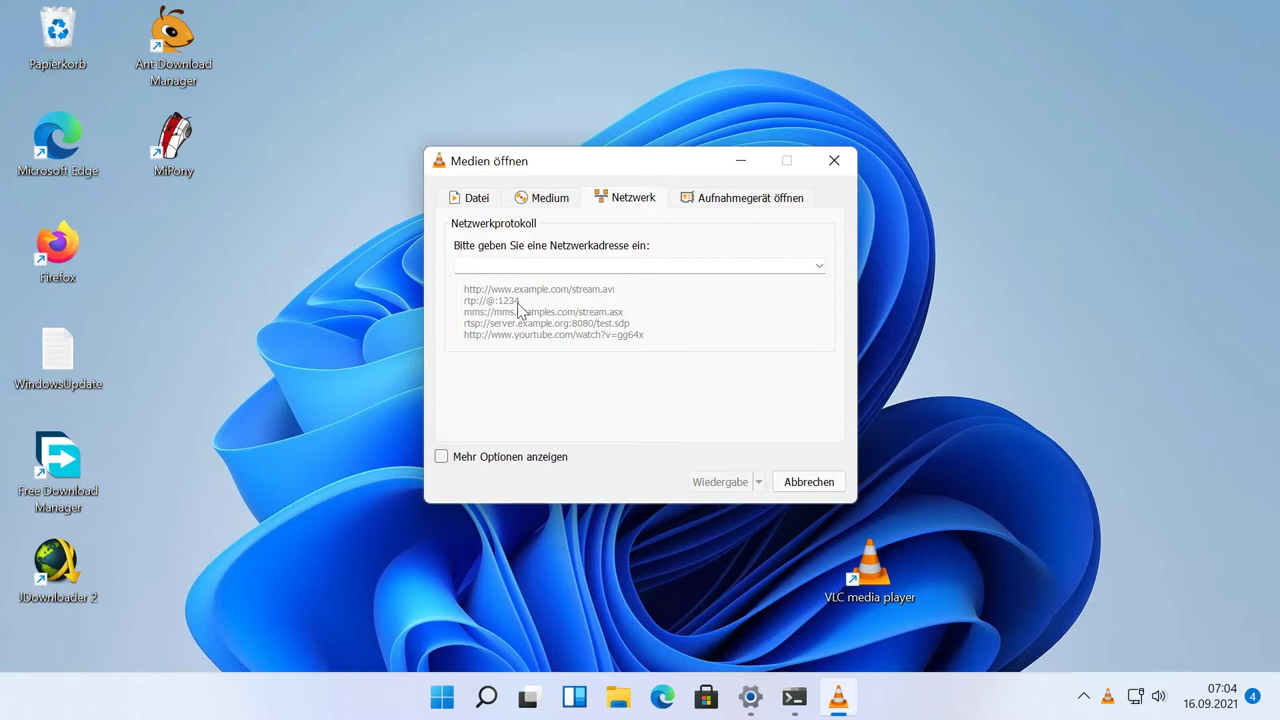 Papierkorb
Ant Download
Manager
Microsoft Edge
MiPony
Firefox
WindowsUpdate
Free Download
Manager
JDownloader 2
Medien öffnen
Datei
Medium
Netzwerk
Aufnahmegerät öffnen
Netzwerkprotokoll
Bitte geben Sie eine Netzwerkadresse ein:
http://www.example.com/stream.avi
rtp://@:1234
mms://mms.examples.com/stream.asx
rtsp://server.example.org:8080/test.sdp
http://www.yourtube.com/watch?v=gg64x
Mehr Optionen anzeigen
Wiedergabe
Abbrechen
VLC media player
07:04
16.09.2021
4